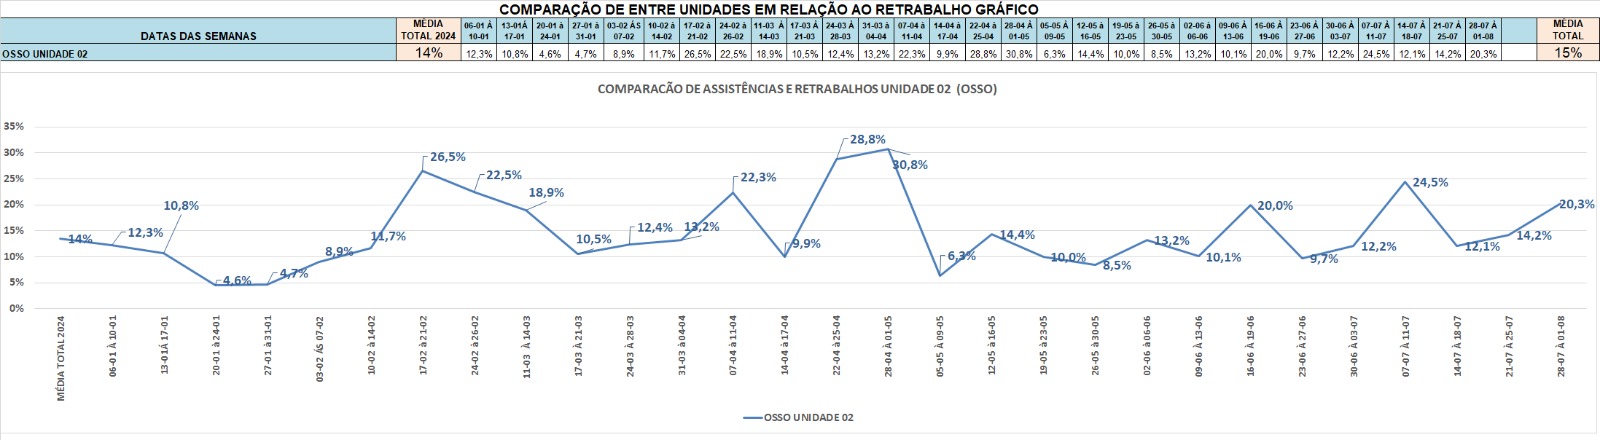 COMPARAÇÃO DE ENTRE UNIDADES EM RELAÇÃO AO RETRABALHO GRÁFICO
DATAS DAS SEMANAS MÉDIA TOTAL 2024 06-01 À 10-01 13-01À 17-01 20-01 à 24-01 27-01 à 31-01 03-02 ÁS 07-02 10-02 à 14-02 17-02 à 21-02 24-02 à 26-02 11-03 À 14-03 17-03 À 21-03 24-03 À 28-03 31-03 à 04-04 07-04 à 11-04 14-04 à 17-04 22-04 à 25-04 28-04 À 01-05 05-05 À 09-05 12-05 à 16-05 19-05 à 23-05 26-05 à 30-05 02-06 à 06-06 09-06 À 13-06 16-06 À 19-06 23-06 À 27-06 30-06 À 03-07 07-07 À 11-07 14-07 À 18-07 21-07 À 25-07 28-07 À 01-08 MÉDIA TOTAL
OSSO UNIDADE 02 14% 12,3% 10,8% 4,6% 4,7% 8,9% 11,7% 26,5% 22,5% 18,9% 10,5% 12,4% 13,2% 22,3% 9,9% 28,8% 30,8% 6,3% 14,4% 10,0% 8,5% 13,2% 10,1% 20,0% 9,7% 12,2% 24,5% 12,1% 14,2% 20,3% 15%
COMPARACÃO DE ASSISTÊNCIAS E RETRABALHOS UNIDADE 02 (OSSO)
35%
30%
25%
20%
15%
10%
5%
0%
14%
12,3%
10,8%
4,6%
4,7%
8,9%
11,7%
26,5%
22,5%
18,9%
10,5%
12,4%
13,2%
22,3%
9,9%
28,8%
30,8%
6,3%
14,4%
10,0%
8,5%
13,2%
10,1%
20,0%
9,7%
12,2%
24,5%
12,1%
14,2%
20,3%
MÉDIA TOTAL 2024
06-01 À 10-01
13-01À 17-01
20-01 à 24-01
27-01 à 31-01
03-02 ÁS 07-02
10-02 à 14-02
17-02 à 21-02
24-02 à 26-02
11-03 À 14-03
17-03 À 21-03
24-03 À 28-03
31-03 à 04-04
07-04 à 11-04
14-04 à 17-04
22-04 à 25-04
28-04 À 01-05
05-05 À 09-05
12-05 à 16-05
19-05 à 23-05
26-05 à 30-05
02-06 à 06-06
09-06 À 13-06
16-06 À 19-06
23-06 À 27-06
30-06 À 03-07
07-07 À 11-07
14-07 À 18-07
21-07 À 25-07
28-07 À 01-08
OSSO UNIDADE 02